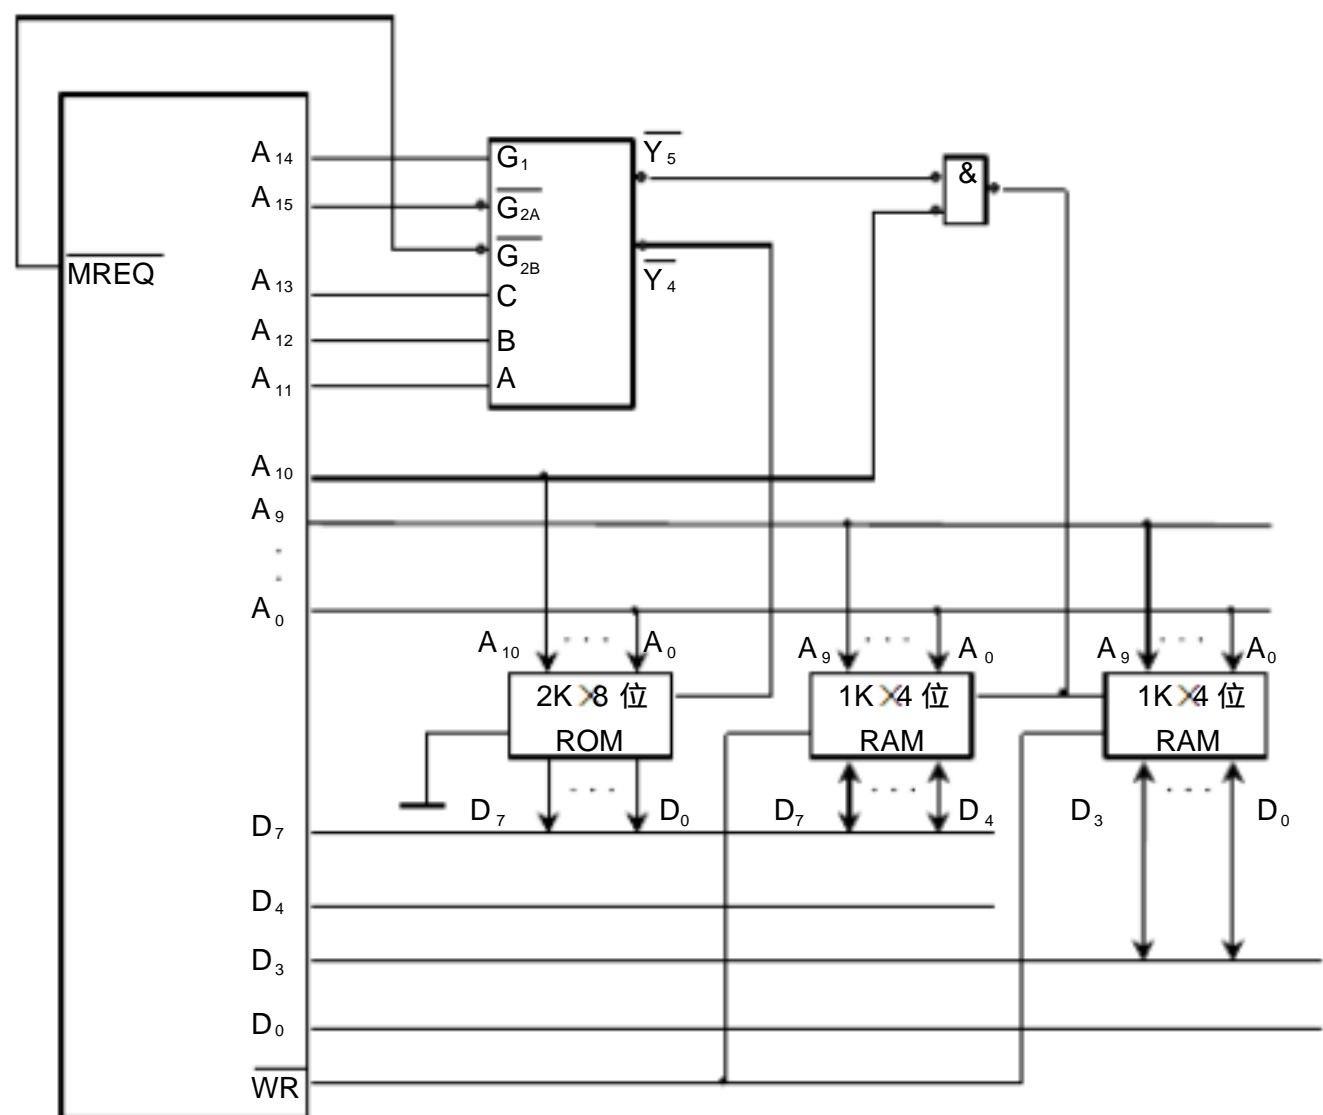 A14
G1
Y5
&
A15
G2A
MREQ
G2B
Y4
A13
C
A12
B
A11
A
A10
A9
A0
A10 ··· A0
A9 ··· A0
A9 ··· A0
2K×8 位
ROM
1K×4 位
RAM
1K×4 位
RAM
D7 ··· D0
D7 ··· D4
D3 ··· D0
D7
D4
D3
D0
WR